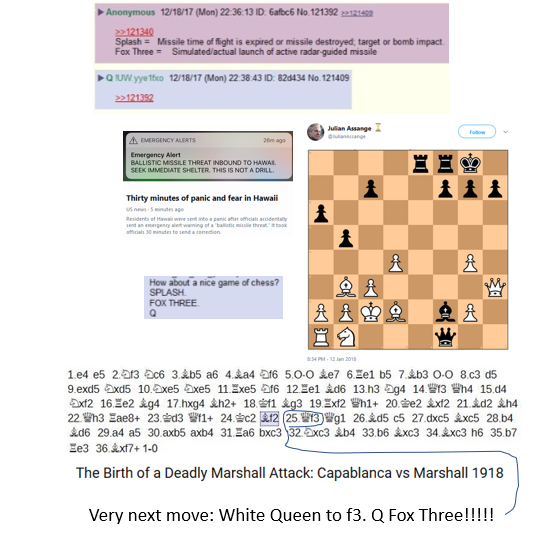 ▶ Anonymous 12/18/17 (Mon) 22:36:13 ID: 6afbc6 No.121392 >>121409
>>121340
Splash = Missile time of flight is expired or missile destroyed; target or bomb impact.
Fox Three = Simulated/actual launch of active radar-guided missile
▶ Q !UW.yye1fxo 12/18/17 (Mon) 22:38:43 ID: 82d434 No.121409
>>121392
EMERGENCY ALERTS 26m ago
Emergency Alert
BALLISTIC MISSILE THREAT INBOUND TO HAWAII. SEEK IMMEDIATE SHELTER. THIS IS NOT A DRILL.
Thirty minutes of panic and fear in Hawaii
US news · 5 minutes ago
Residents of Hawaii were sent into a panic after officials accidentally
sent an emergency alert warning of a 'ballistic missile threat.' It took
officials 30 minutes to send a correction.
How about a nice game of chess?
SPLASH.
FOX THREE.
Q
Julian Assange ⏳
@JulianAssange
Follow
8:34 PM - 12 Jan 2018
1.e4 e5 2.♘f3 ♘c6 3.♗b5 a6 4.♗a4 ♘f6 5.O-O ♗e7 6.♖e1 b5 7.♗b3 O-O 8.c3 d5
9.exd5 ♘xd5 10.♘xe5 ♘xe5 11.♖xe5 ♘f6 12.♖e1 ♗d6 13.h3 ♘g4 14.♕f3 ♕h4 15.d4
♘xf2 16.♖e2 ♗g4 17.hxg4 ♗h2+ 18.♔f1 ♗g3 19.♖xf2 ♕h1+ 20.♔e2 ♗xf2 21.♗d2 ♗h4
22.♕h3 ♖ae8+ 23.♔d3 ♕f1+ 24.♔c2 ♗f2 25.♕f3 ♕g1 26.♗d5 c5 27.dxc5 ♗xc5 28.b4
♗d6 29.a4 a5 30.axb5 axb4 31.♖a6 bxc3 32.♘xc3 ♗b4 33.b6 ♗xc3 34.♗xc3 h6 35.b7
♖e3 36.♗xf7+ 1-0
The Birth of a Deadly Marshall Attack: Capablanca vs Marshall 1918
Very next move: White Queen to f3. Q Fox Three!!!!!